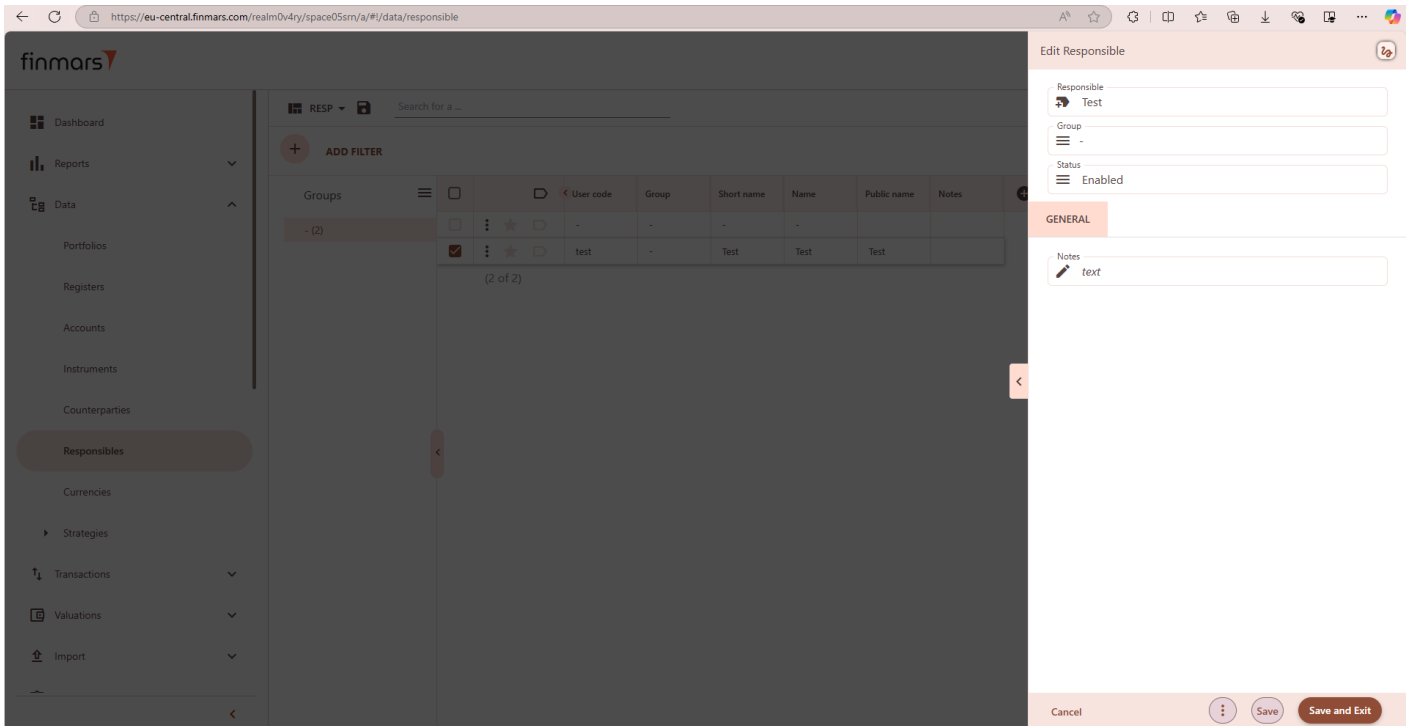 https://eu-central.finmars.com/realm0v4ry/space05srn/a/#!/data/responsible
finmars
Dashboard
Reports
Data
Portfolios
Registers
Accounts
Instruments
Counterparties
Responsibles
Currencies
Strategies
Transactions
Valuations
Import
RESP
Search for a ...
ADD FILTER
Groups
- (2)
User code Group Short name Name Public name Notes
- - - -
test - Test Test Test
(2 of 2)
Edit Responsible
Responsible
Test
Group
-
Status
Enabled
GENERAL
Notes
text
Cancel Save Save and Exit